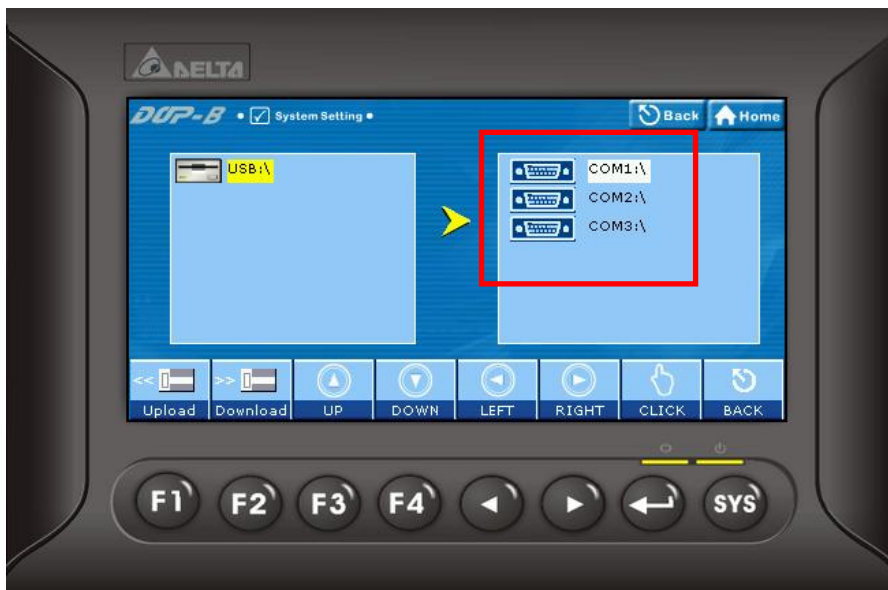 DELTA
DOP-B • System Setting •
Back
Home
USB:\
COM1:\
COM2:\
COM3:\
<<
>>
Upload
Download
UP
DOWN
LEFT
RIGHT
CLICK
BACK
F1
F2
F3
F4
SYS